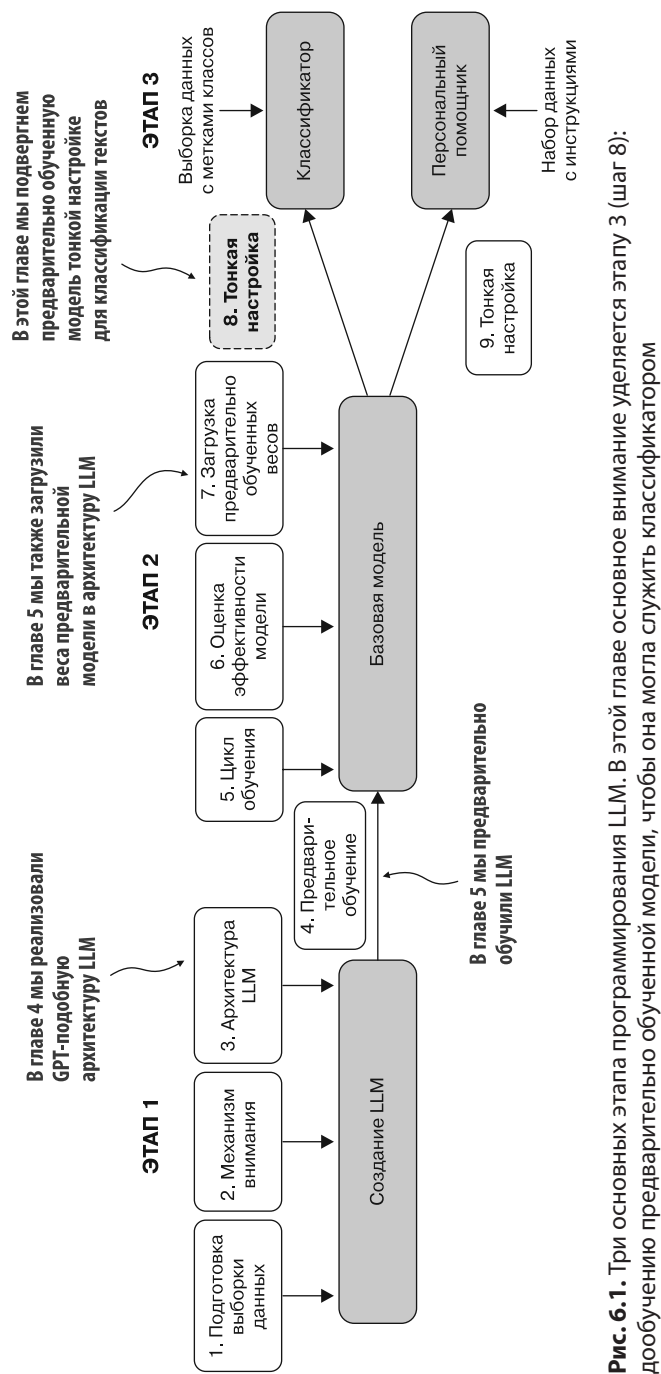 В главе 4 мы реализовали
GPT-подобную
архитектуру LLM
В главе 5 мы также загрузили
веса предварительной
модели в архитектуру LLM
В этой главе мы подвергнем
предварительно обученную
модель тонкой настройке
для классификации текстов
ЭТАП 1
ЭТАП 2
ЭТАП 3
1. Подготовка
выборки
данных
2. Механизм
внимания
3. Архитектура
LLM
Создание LLM
4. Предвари-
тельное
обучение
В главе 5 мы предварительно
обучили LLM
5. Цикл
обучения
6. Оценка
эффективности
модели
7. Загрузка
предварительно
обученных
весов
Базовая модель
8. Тонкая
настройка
9. Тонкая
настройка
Выборка данных
с метками классов
Классификатор
Персональный
помощник
Набор данных
с инструкциями
Рис. 6.1. Три основных этапа программирования LLM. В этой главе основное внимание уделяется этапу 3 (шаг 8):
дообучению предварительно обученной модели, чтобы она могла служить классификатором